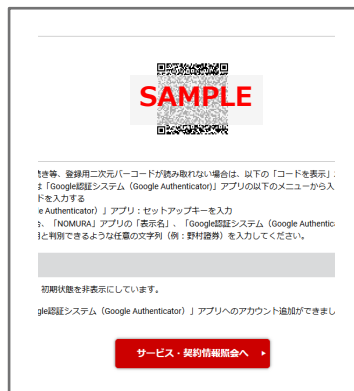 SAMPLE
き等、登録用二次元バーコードが読み取れない場合は、以下の「コードを表示」
は「Google認証システム（Google Authenticator)」アプリの以下のメニューから入
ドを入力する
e Authenticator）」アプリ：セットアップキーを入力
合、「NOMURA」アプリの「表示名」、「Google認証システム（Google Authentic
と判別できるような任意の文字列（例：野村證券）を入力してください。
初期状態を非表示にしています。
gle認証システム（Google Authenticator）」アプリへのアカウント追加ができまし
サービス・契約情報照会へ